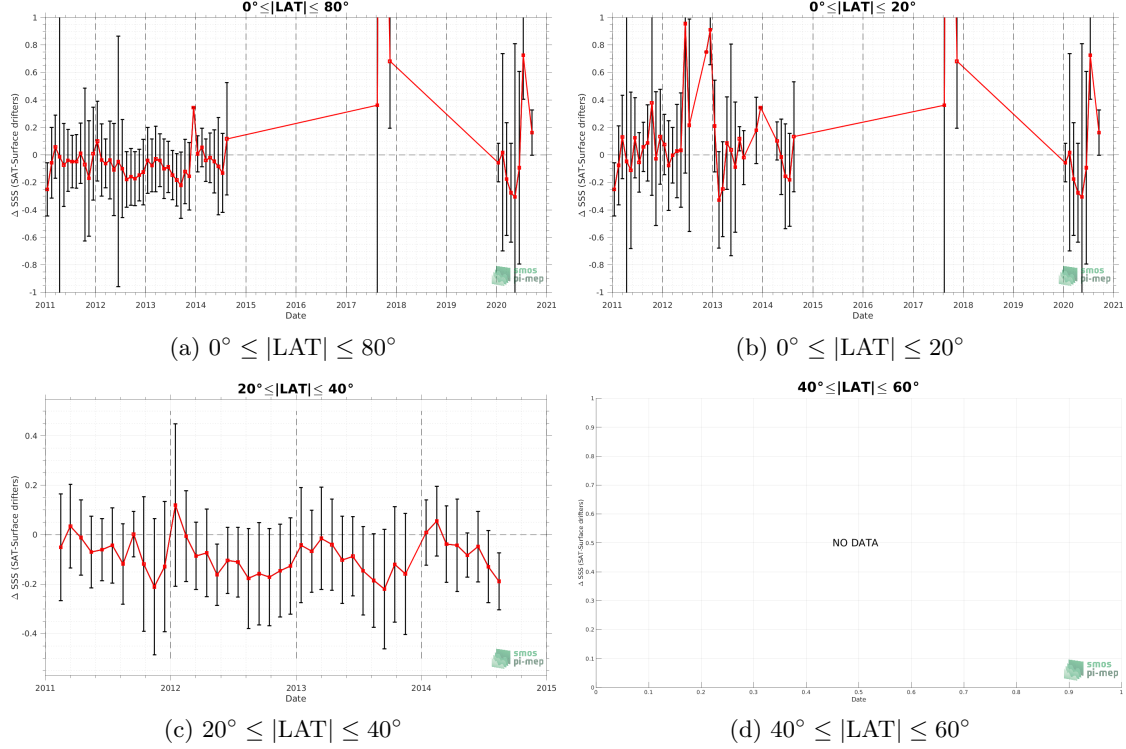 0°≤|LAT|≤ 80°
1
0.8
0.6
0.4
0.2
0
-0.2
-0.4
-0.6
-0.8
-1
Δ SSS (SAT-Surface drifters)
2011 2012 2013 2014 2015 2017 2018 2020 2021
Date
smos
pi-mep
(a) 0° ≤ |LAT| ≤ 80°
0°≤|LAT|≤ 20°
1
0.8
0.6
0.4
0.2
0
-0.2
-0.4
-0.6
-0.8
-1
Δ SSS (SAT-Surface drifters)
2011 2012 2013 2014 2015 2017 2018 2020 2021
Date
smos
pi-mep
(b) 0° ≤ |LAT| ≤ 20°
20°≤|LAT|≤ 40°
0.4
0.2
0
-0.2
-0.4
Δ SSS (SAT-Surface drifters)
2011 2012 2013 2014 2015
Date
smos
pi-mep
(c) 20° ≤ |LAT| ≤ 40°
40°≤|LAT|≤ 60°
1
0.9
0.8
0.7
0.6
0.5
0.4
0.3
0.2
0.1
0
Δ SSS (SAT-Surface drifters)
NO DATA
0 0.1 0.2 0.3 0.4 0.5 0.6 0.7 0.8 0.9 1
Date
smos
pi-mep
(d) 40° ≤ |LAT| ≤ 60°